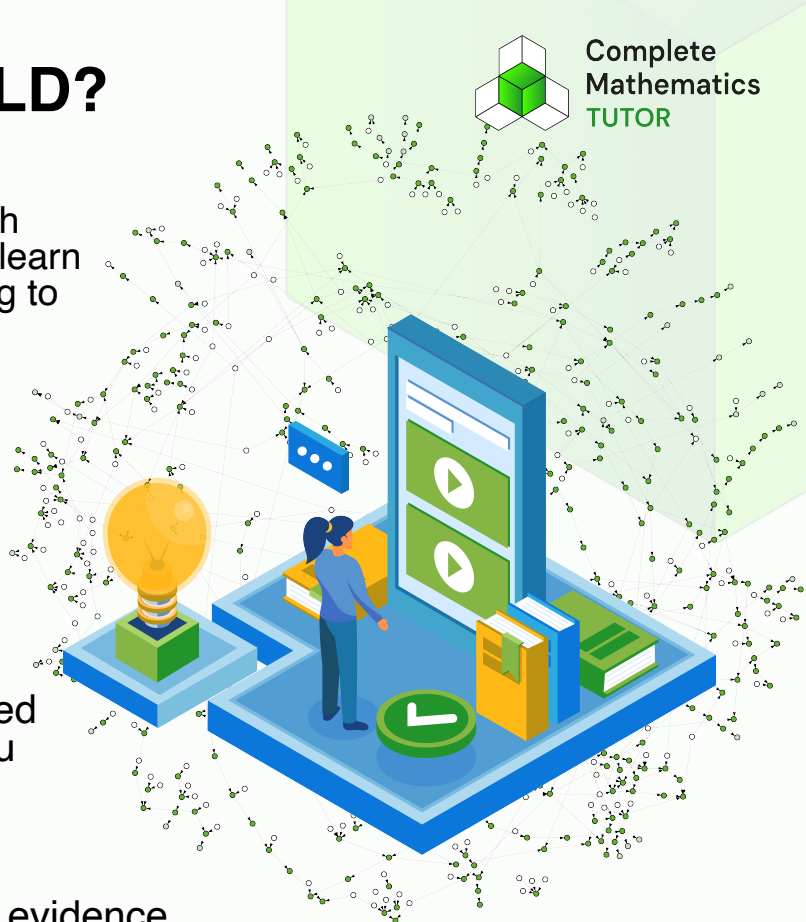 LD?
Complete
Mathematics
TUTOR
h
learn
g to
ed
u
evidence